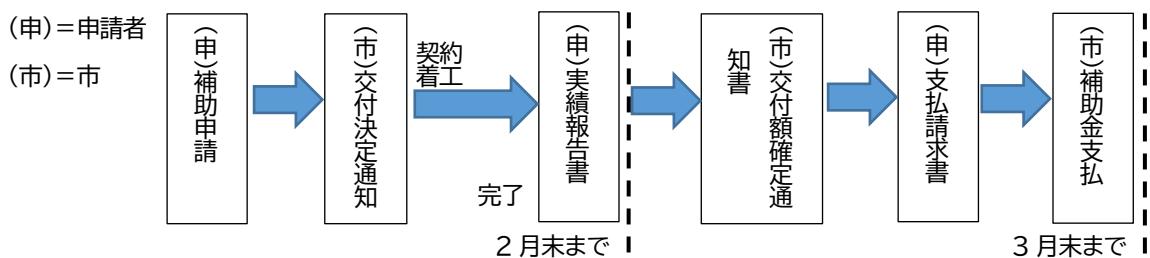 (申)＝申請者
(市)＝市
(申)補助申請
(市)交付決定通知
契約
着工
完了
(申)実績報告書
２月末まで
(市)交付額確定通
知書
(申)支払請求書
(市)補助金支払
３月末まで